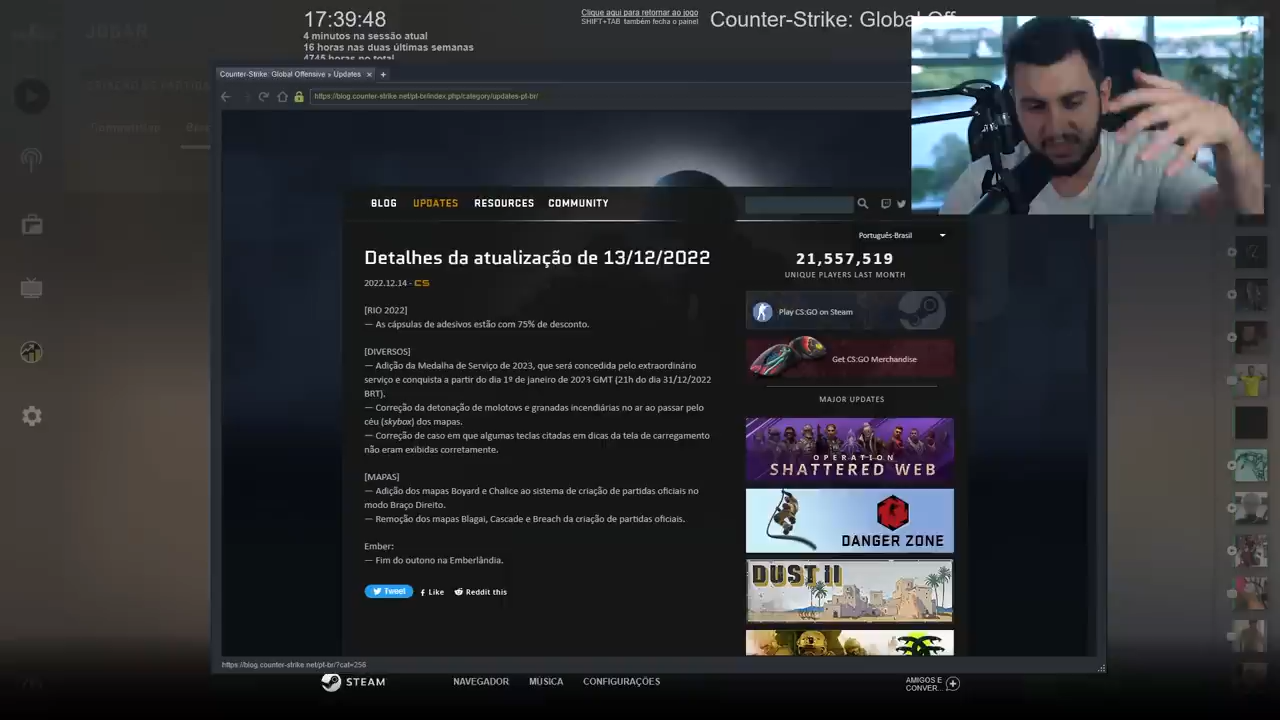 17:39:48
4 minutos na sessão atual
16 horas nas duas últimas semanas
4745 horas no total
Clique aqui para retornar ao jogo
SHIFT+TAB também fecha o painel
Counter-Strike: Global Off
JOGAR
Counter-Strike: Global Offensive » Updates
https://blog.counter-strike.net/pt-br/index.php/category/updates-pt-br/
BLOG UPDATES RESOURCES COMMUNITY
Português-Brasil
Detalhes da atualização de 13/12/2022
2022.12.14 - CS
[RIO 2022]
— As cápsulas de adesivos estão com 75% de desconto.
[DIVERSOS]
— Adição da Medalha de Serviço de 2023, que será concedida pelo extraordinário
serviço e conquista a partir do dia 1º de janeiro de 2023 GMT (21h do dia 31/12/2022
BRT).
— Correção da detonação de molotovs e granadas incendiárias no ar ao passar pelo
céu (skybox) dos mapas.
— Correção de caso em que algumas teclas citadas em dicas da tela de carregamento
não eram exibidas corretamente.
[MAPAS]
— Adição dos mapas Boyard e Chalice ao sistema de criação de partidas oficiais no
modo Braço Direito.
— Remoção dos mapas Blagai, Cascade e Breach da criação de partidas oficiais.
Ember:
— Fim do outono na Emberlândia.
Tweet Like Reddit this
21,557,519
UNIQUE PLAYERS LAST MONTH
Play CS:GO on Steam
Get CS:GO Merchandise
MAJOR UPDATES
OPERATION
SHATTERED WEB
DANGER ZONE
DUST II
https://blog.counter-strike.net/pt-br/?cat=256
STEAM
NAVEGADOR MÚSICA CONFIGURAÇÕES
AMIGOS E
CONVER...